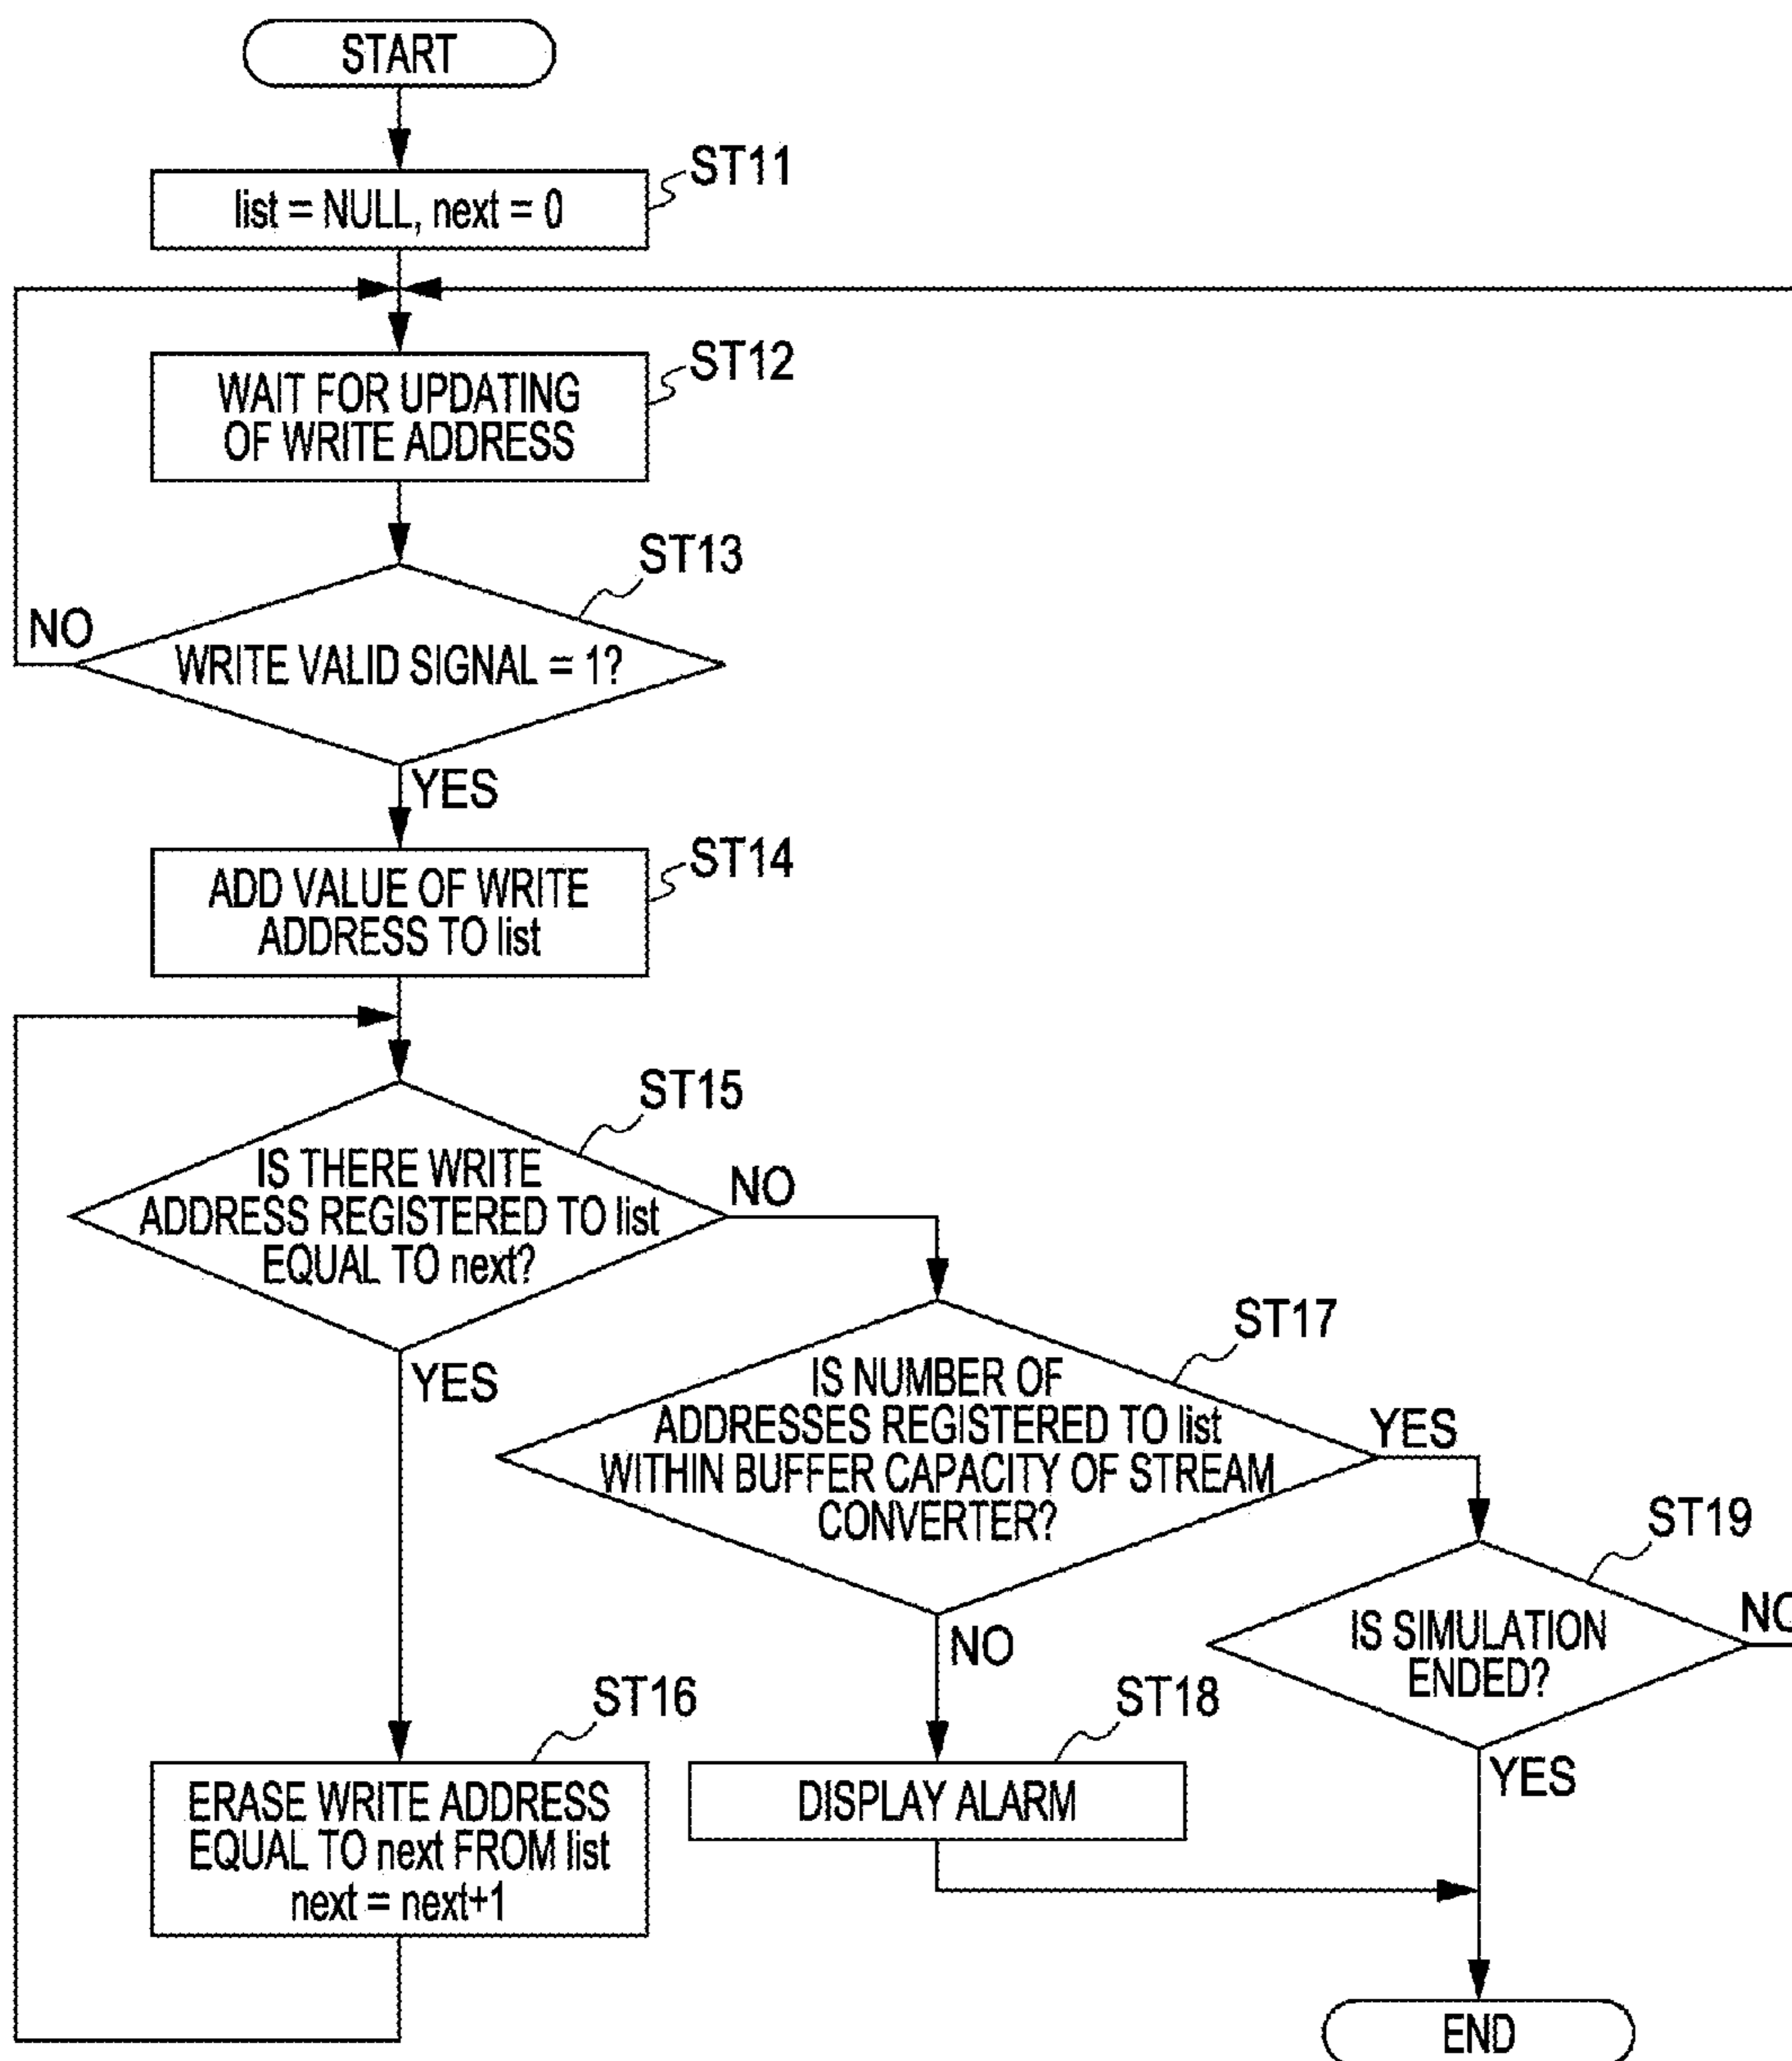 START
ST11
list = NULL, next = 0
ST12
WAIT FOR UPDATING
OF WRITE ADDRESS
ST13
NO
WRITE VALID SIGNAL = 1?
YES
ST14
ADD VALUE OF WRITE
ADDRESS TO list
ST15
IS THERE WRITE
ADDRESS REGISTERED TO list
EQUAL TO next?
NO
YES
ST17
IS NUMBER OF
ADDRESSES REGISTERED TO list
WITHIN BUFFER CAPACITY OF STREAM
CONVERTER?
YES
NO
ST19
IS SIMULATION
ENDED?
NO
YES
ST16
ERASE WRITE ADDRESS
EQUAL TO next FROM list
next = next+1
ST18
DISPLAY ALARM
END